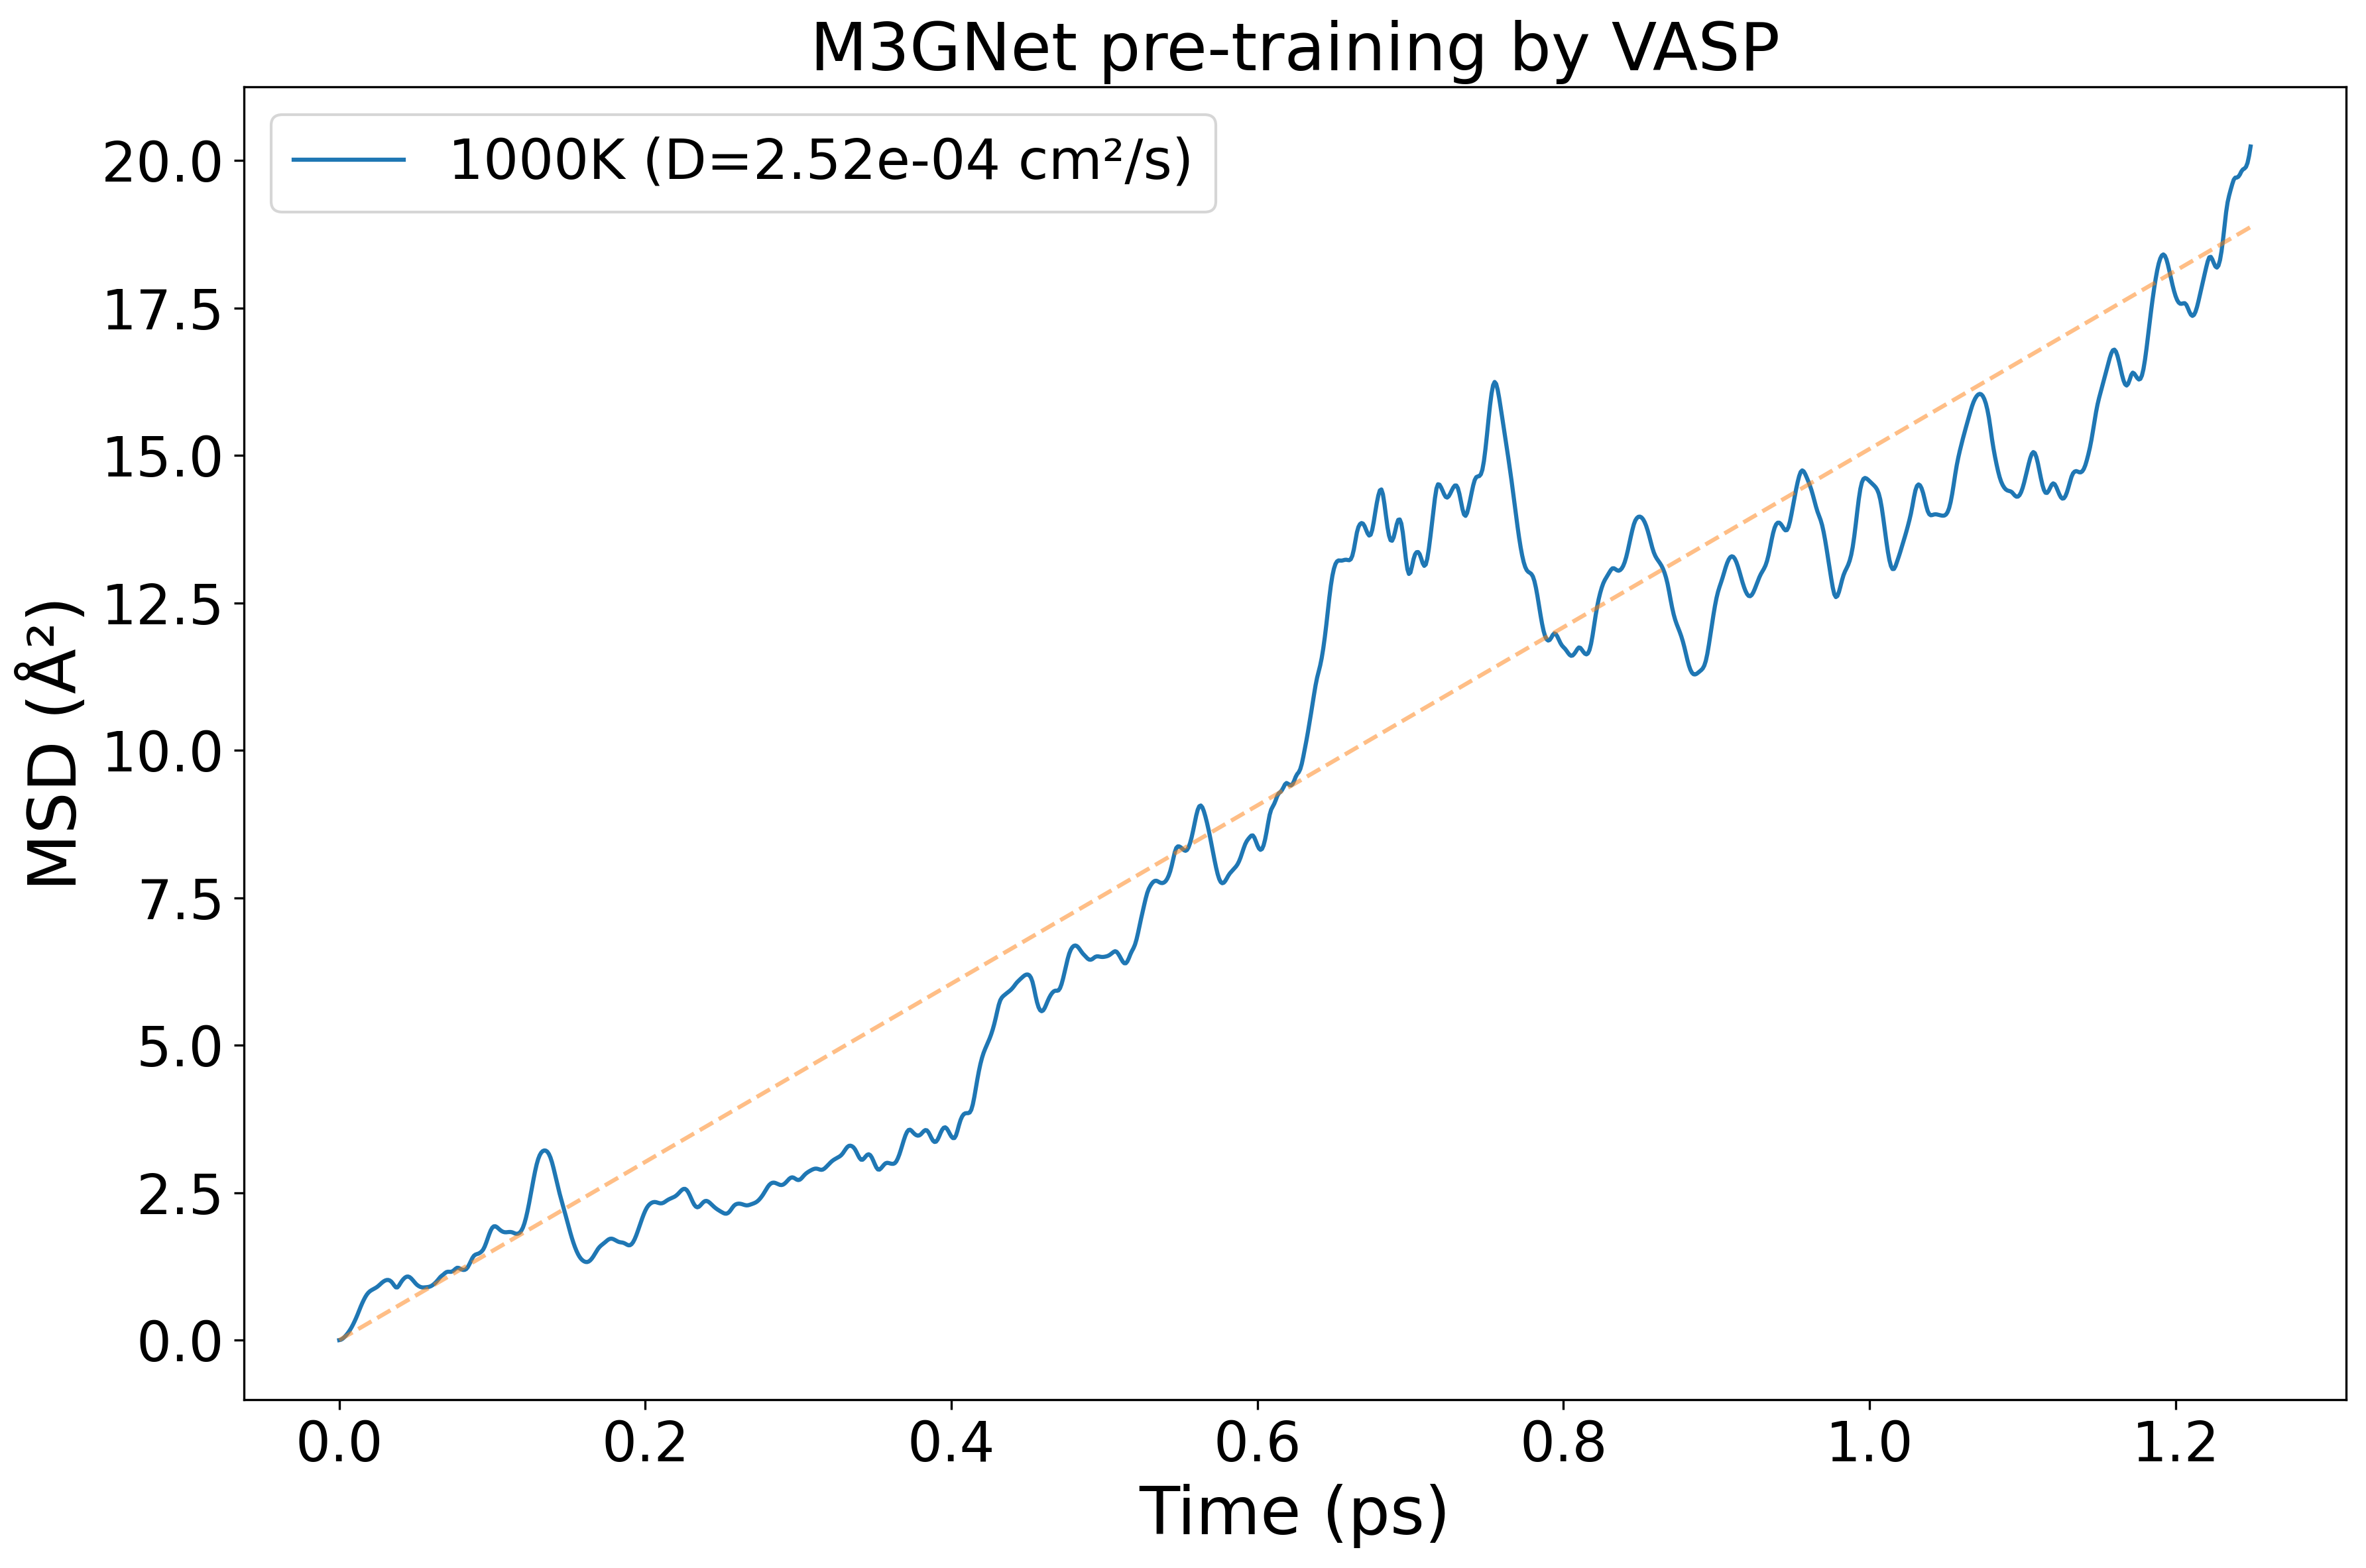 M3GNet pre-training by VASP
1000K (D=2.52e-04 cm²/s)
MSD (Å²)
20.0
17.5
15.0
12.5
10.0
7.5
5.0
2.5
0.0
0.0 0.2 0.4 0.6 0.8 1.0 1.2
Time (ps)